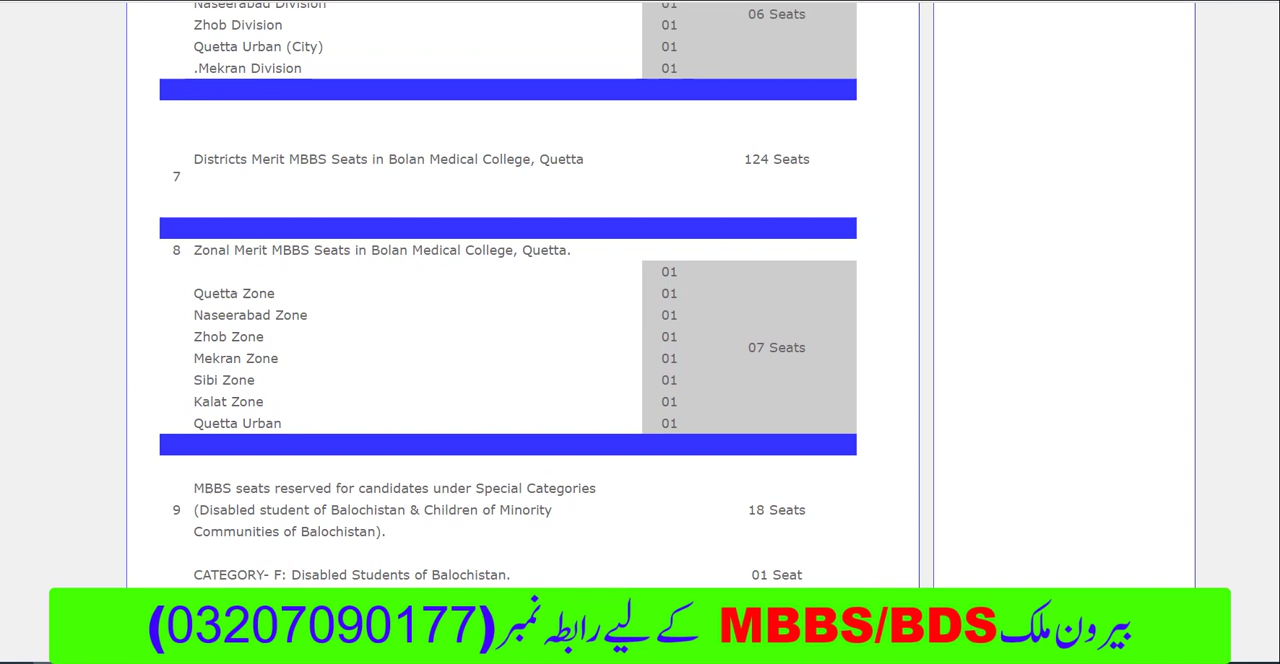 Naseerabad Division 01
06 Seats
Zhob Division 01
Quetta Urban (City) 01
.Mekran Division 01
Districts Merit MBBS Seats in Bolan Medical College, Quetta 124 Seats
7
8 Zonal Merit MBBS Seats in Bolan Medical College, Quetta.
01
Quetta Zone 01
Naseerabad Zone 01
Zhob Zone 01
07 Seats
Mekran Zone 01
Sibi Zone 01
Kalat Zone 01
Quetta Urban 01
MBBS seats reserved for candidates under Special Categories
9 (Disabled student of Balochistan & Children of Minority 18 Seats
Communities of Balochistan).
CATEGORY- F: Disabled Students of Balochistan. 01 Seat
بیرون ملک MBBS/BDS کے لیے رابطہ نمبر (03207090177)